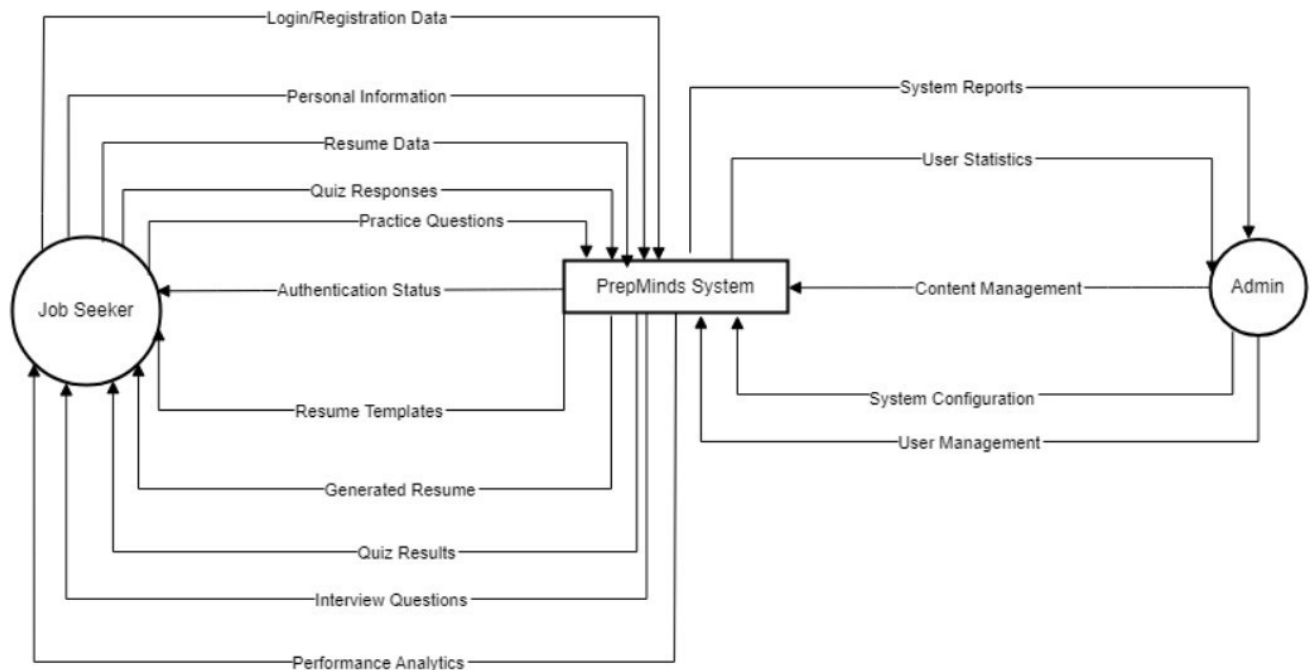 Login/Registration Data
System Reports
Personal Information
Resume Data
User Statistics
Quiz Responses
Practice Questions
Job Seeker
Authentication Status
PrepMinds System
Content Management
Admin
Resume Templates
System Configuration
User Management
Generated Resume
Quiz Results
Interview Questions
Performance Analytics